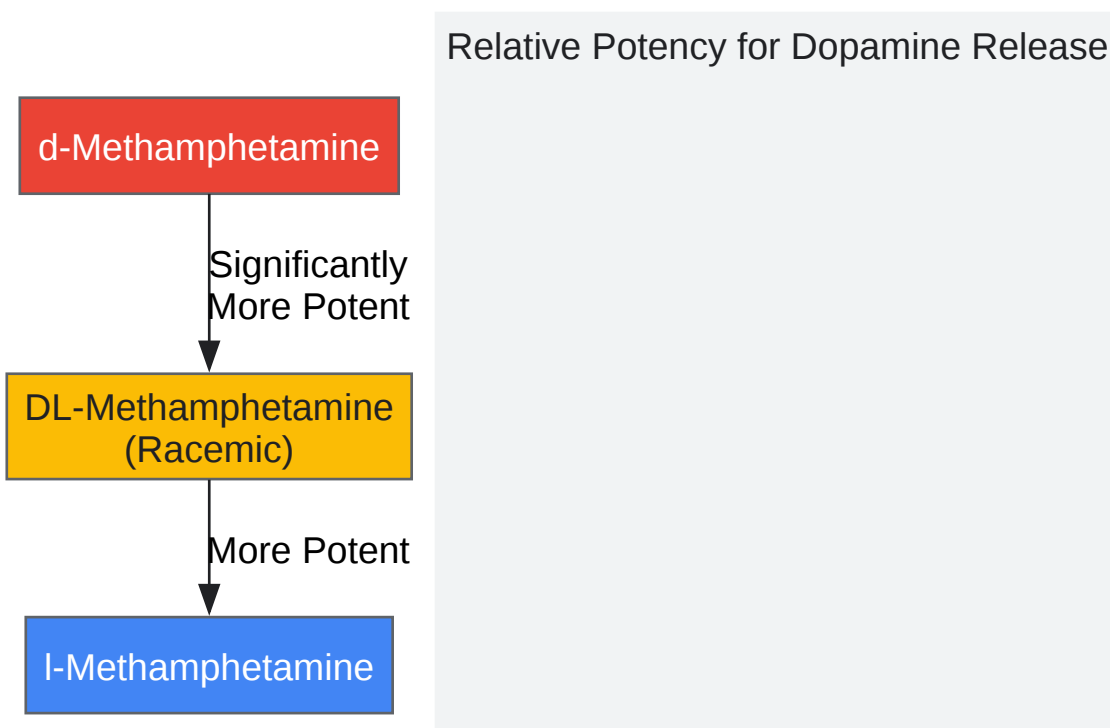 Relative Potency for Dopamine Release
d-Methamphetamine
Significantly
More Potent
DL-Methamphetamine
(Racemic)
More Potent
l-Methamphetamine